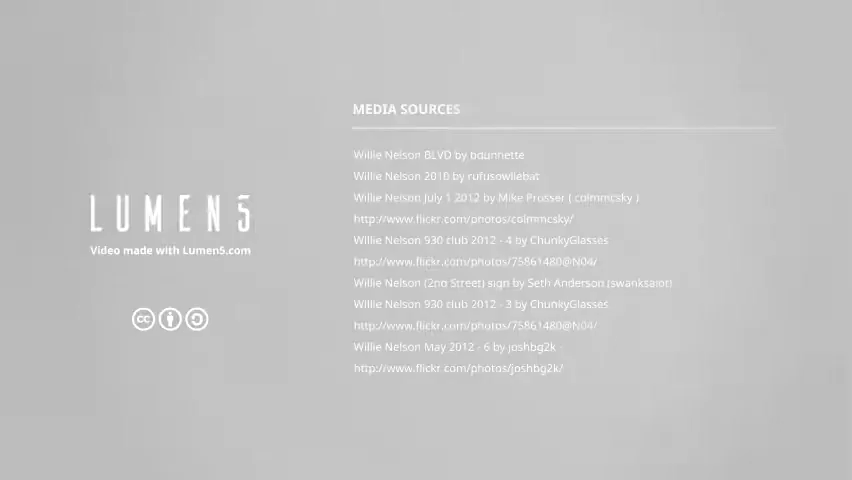 MEDIA SOURCES
Willie Nelson BLVD by baunnette
Willie Nelson 2010 by rufusowliebat
Willie Nelson July 1 2012 by Mike Prosser ( colmmcsky )
http://www.flickr.com/photos/colmmcsky/
Willie Nelson 930 club 2012 - 4 by ChunkyGlasses
http://www.flickr.com/photos/75861480@N04/
Willie Nelson (2nd Street) sign by Seth Anderson (swanksalot)
Willie Nelson 930 club 2012 - 3 by ChunkyGlasses
http://www.flickr.com/photos/75861480@N04/
Willie Nelson May 2012 - 6 by joshbg2k
http://www.flickr.com/photos/joshbg2k/
LUMEN5
Video made with Lumen5.com
cc